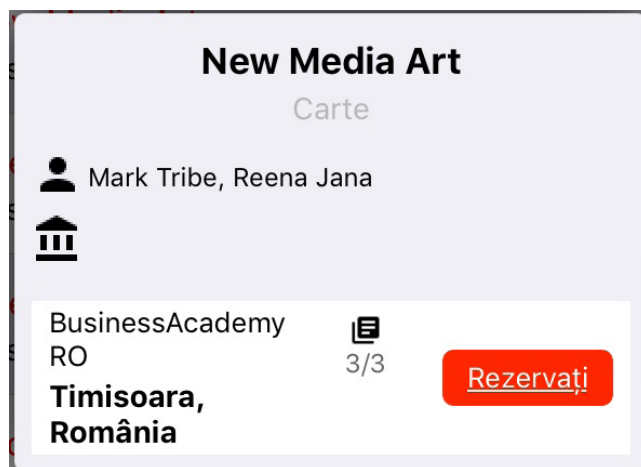 New Media Art
Carte
Mark Tribe, Reena Jana
BusinessAcademy
RO
Timisoara,
România
3/3
Rezervați